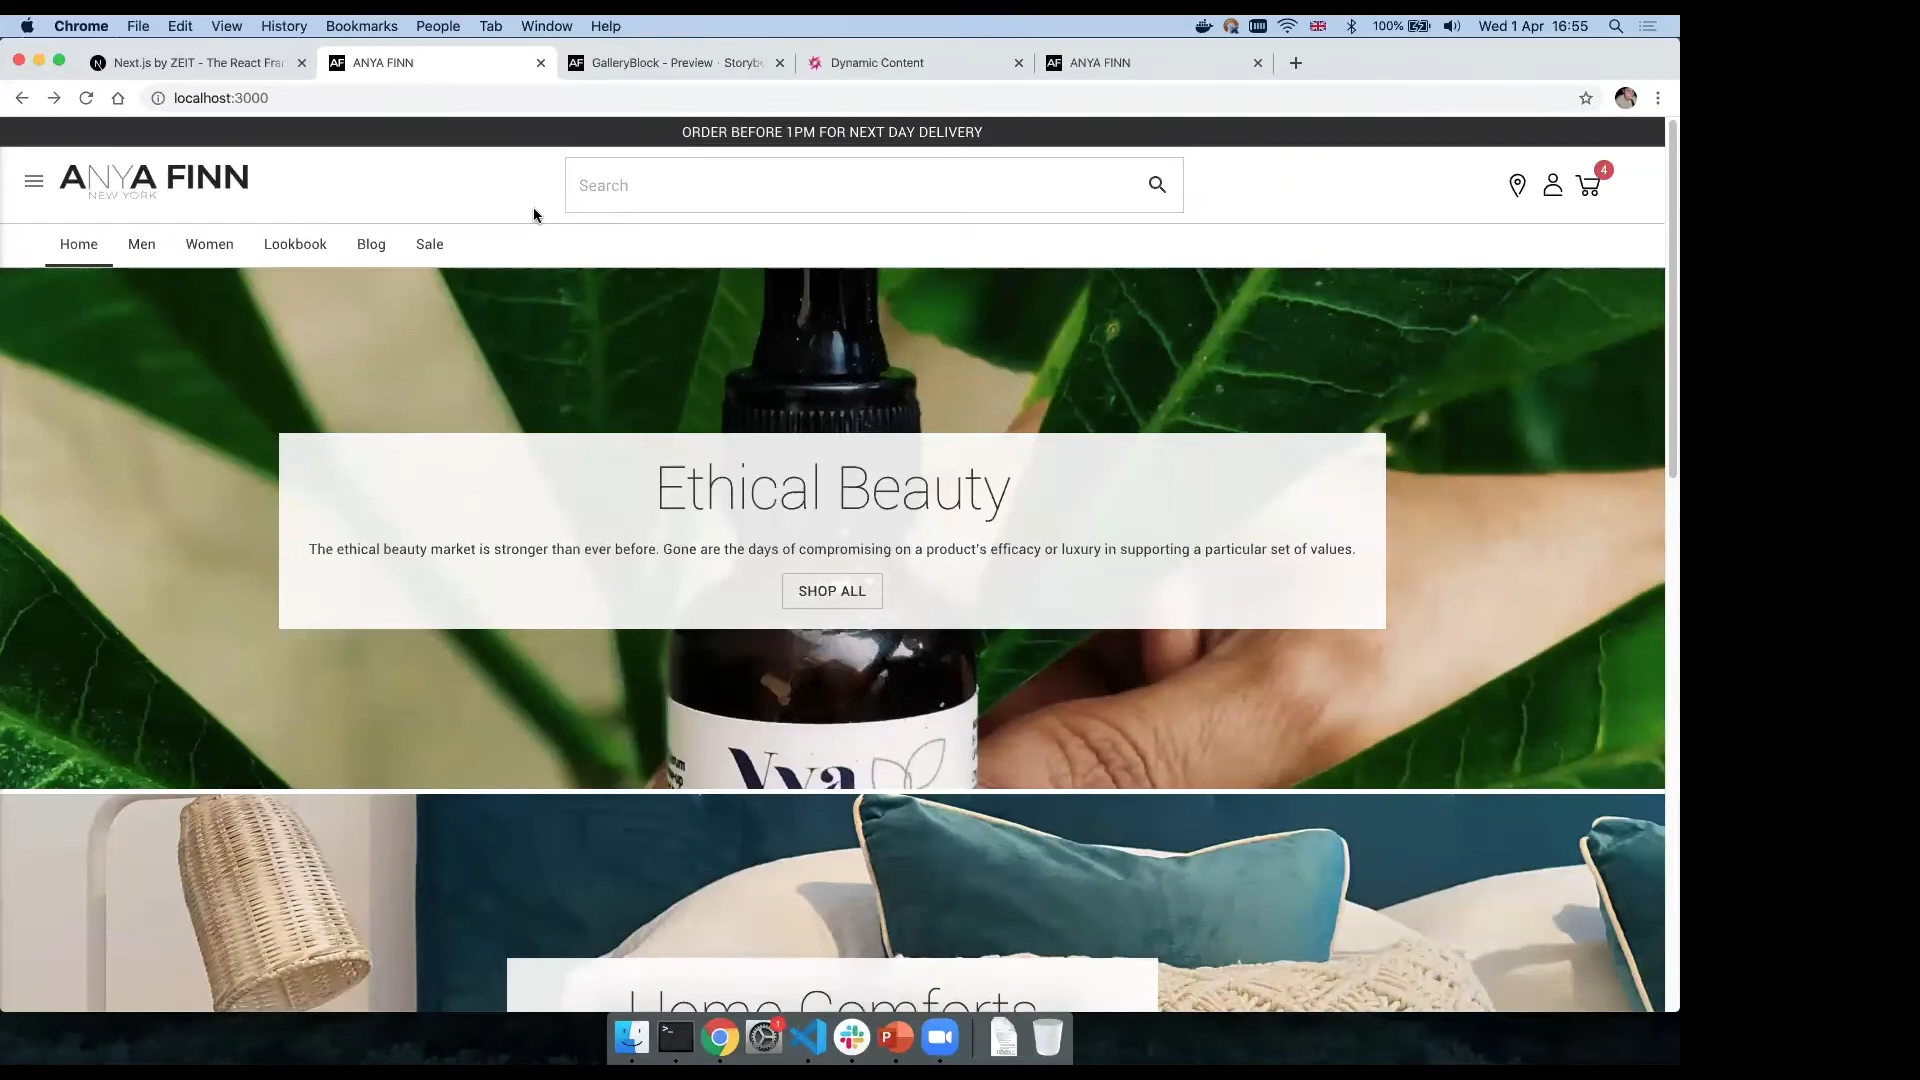 Chrome File Edit View History Bookmarks People Tab Window Help 100% Wed 1 Apr 16:55
Next.js by ZEIT - The React Fra
ANYA FINN
GalleryBlock - Preview · Storyb
Dynamic Content
ANYA FINN
localhost:3000
ORDER BEFORE 1PM FOR NEXT DAY DELIVERY
ANYA FINN
NEW YORK
Search
4
Home Men Women Lookbook Blog Sale
Ethical Beauty
The ethical beauty market is stronger than ever before. Gone are the days of compromising on a product's efficacy or luxury in supporting a particular set of values.
SHOP ALL
Vya
Home Comforts
1